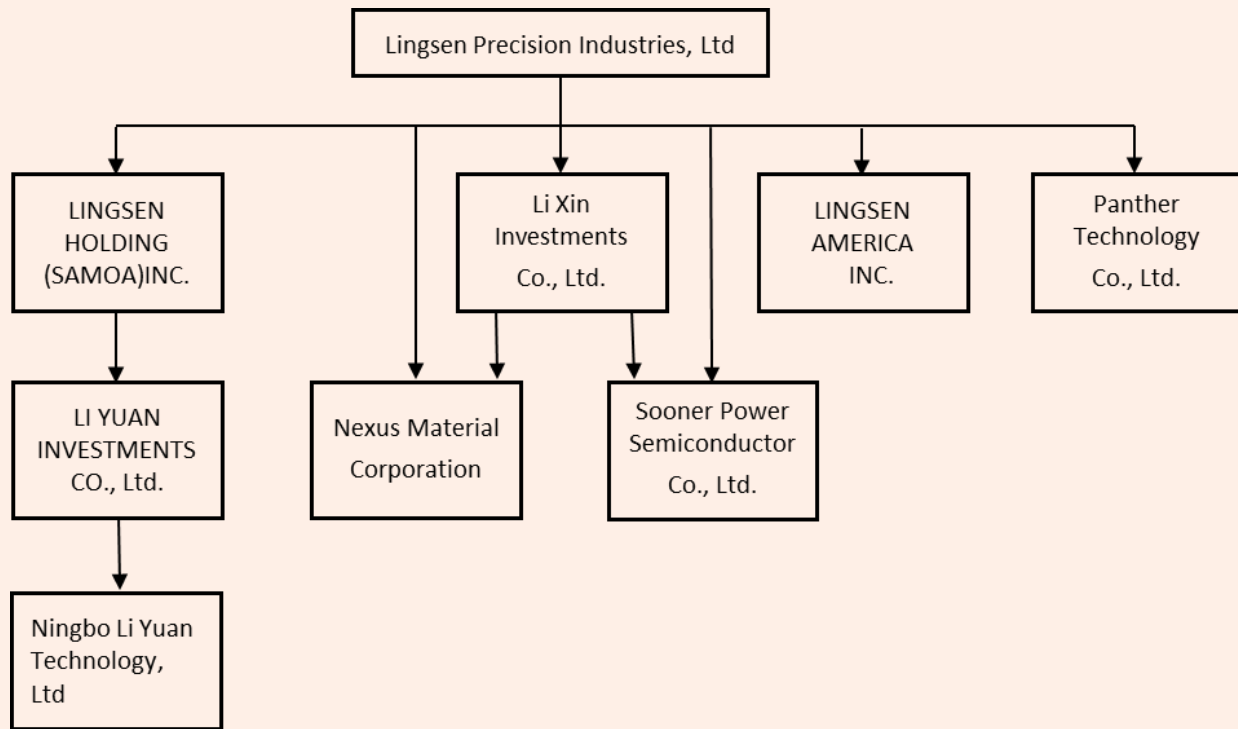 Lingsen Precision Industries, Ltd
LINGSEN
HOLDING
(SAMOA)INC.
Li Xin
Investments
Co., Ltd.
LINGSEN
AMERICA
INC.
Panther
Technology
Co., Ltd.
LI YUAN
INVESTMENTS
CO., Ltd.
Nexus Material
Corporation
Sooner Power
Semiconductor
Co., Ltd.
Ningbo Li Yuan
Technology,
Ltd